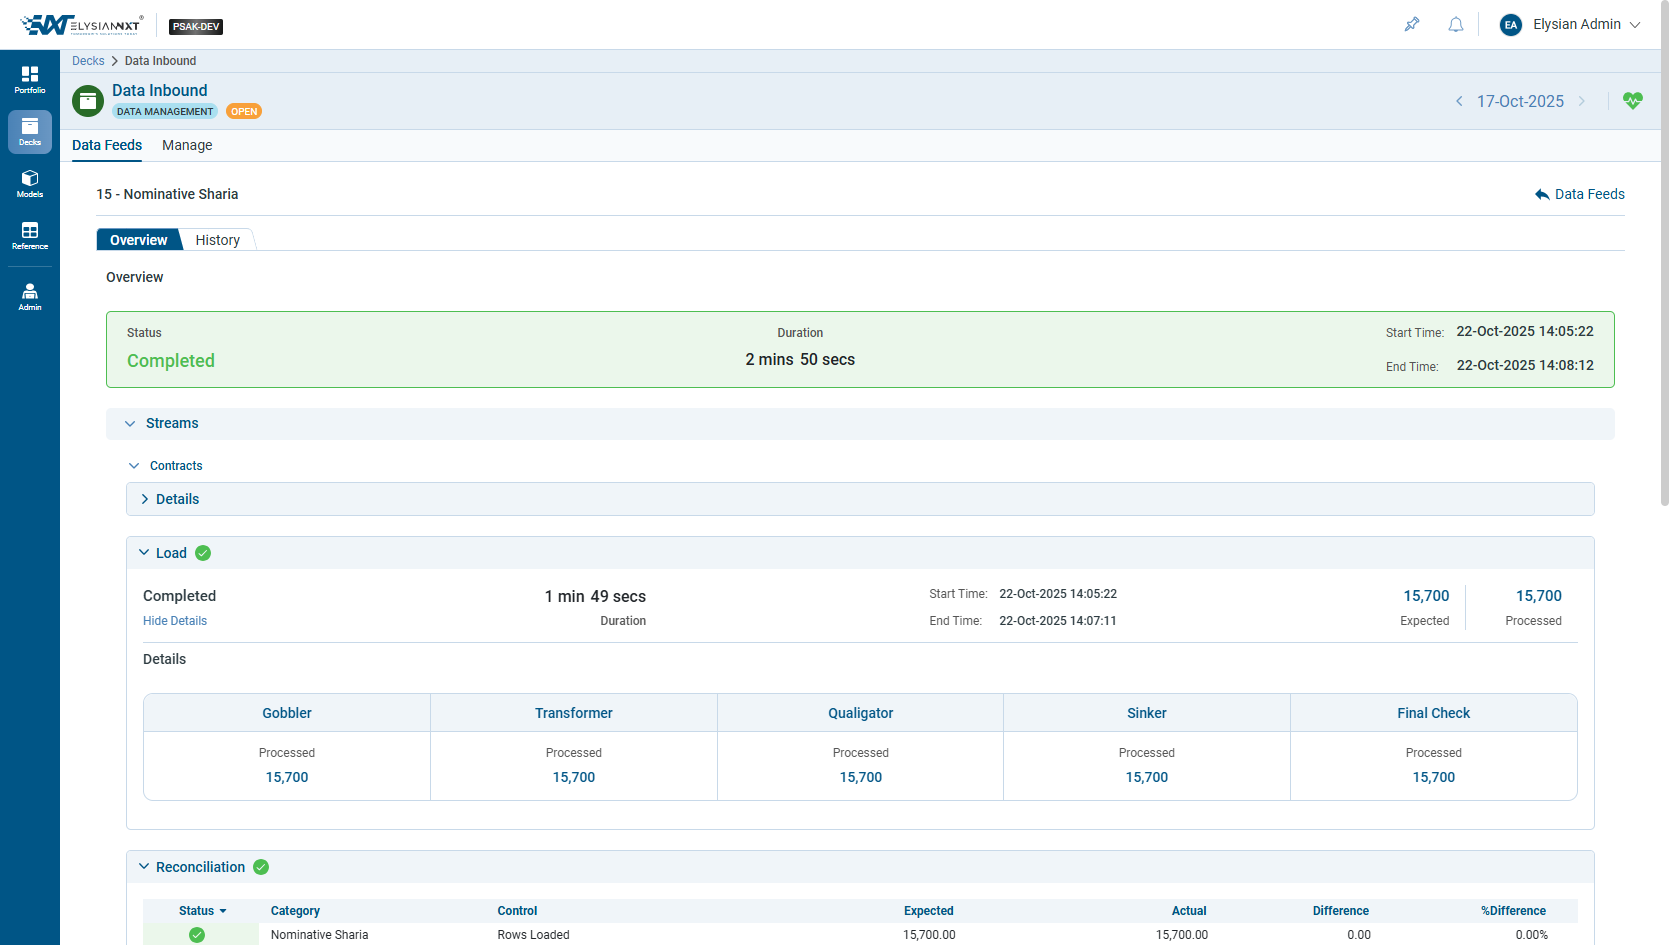 ELYSIANNXT
TOMORROW'S SOLUTIONS TODAY
PSAK-DEV
EA
Elysian Admin
Portfolio
Decks
Models
Reference
Admin
Decks > Data Inbound
Data Inbound
DATA MANAGEMENT
OPEN
17-Oct-2025
Data Feeds
Manage
15 - Nominative Sharia
Data Feeds
Overview
History
Overview
Status
Completed
Duration
2 mins 50 secs
Start Time: 22-Oct-2025 14:05:22
End Time: 22-Oct-2025 14:08:12
Streams
Contracts
Details
Load
Completed
Hide Details
1 min 49 secs
Duration
Start Time: 22-Oct-2025 14:05:22
End Time: 22-Oct-2025 14:07:11
15,700
Expected
15,700
Processed
Details
Gobbler Transformer Qualigator Sinker Final Check
Processed Processed Processed Processed Processed
15,700 15,700 15,700 15,700 15,700
Reconciliation
Status Category Control Expected Actual Difference %Difference
Nominative Sharia Rows Loaded 15,700.00 15,700.00 0.00 0.00%